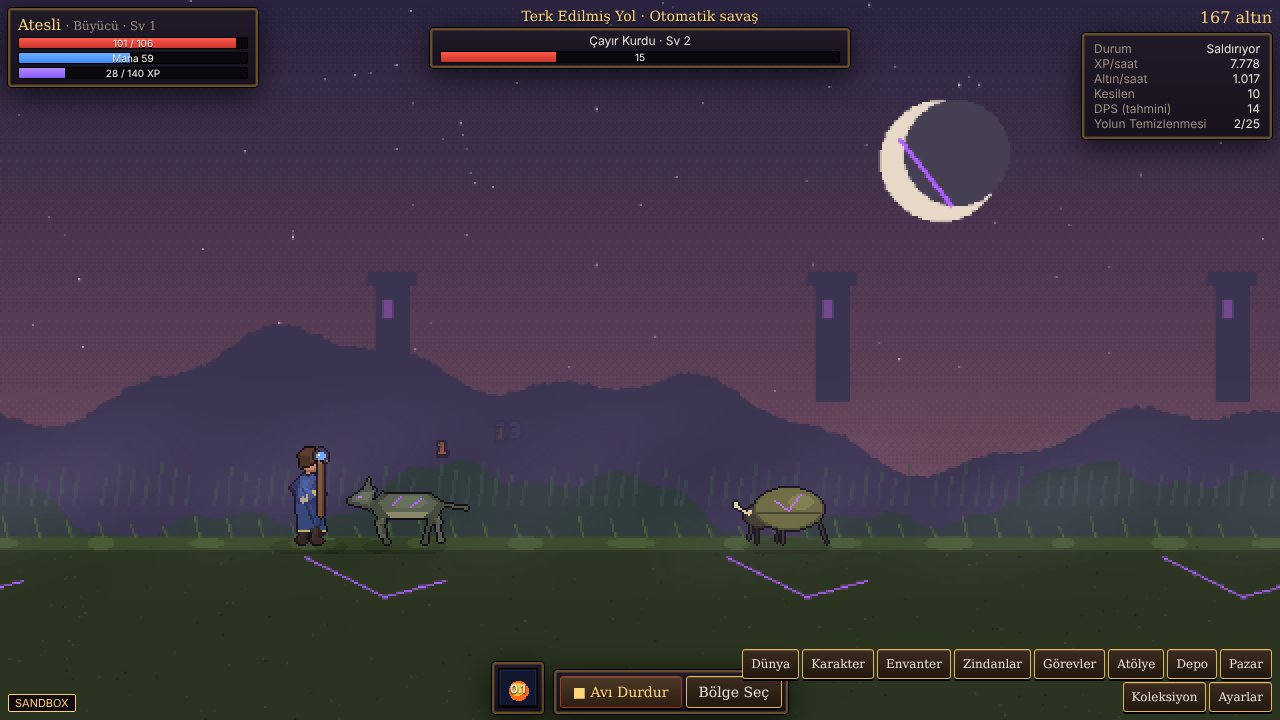 Atesli · Büyücü · Sv 1
101 / 106
Mana 59
28 / 140 XP
Terk Edilmiş Yol · Otomatik savaş
Çayır Kurdu · Sv 2
15
167 altın
Durum Saldırıyor
XP/saat 7.778
Altın/saat 1.017
Kesilen 10
DPS (tahmini) 14
Yolun Temizlenmesi 2/25
1
13
Dünya
Karakter
Envanter
Zindanlar
Görevler
Atölye
Depo
Pazar
Avı Durdur
Bölge Seç
Koleksiyon
Ayarlar
SANDBOX